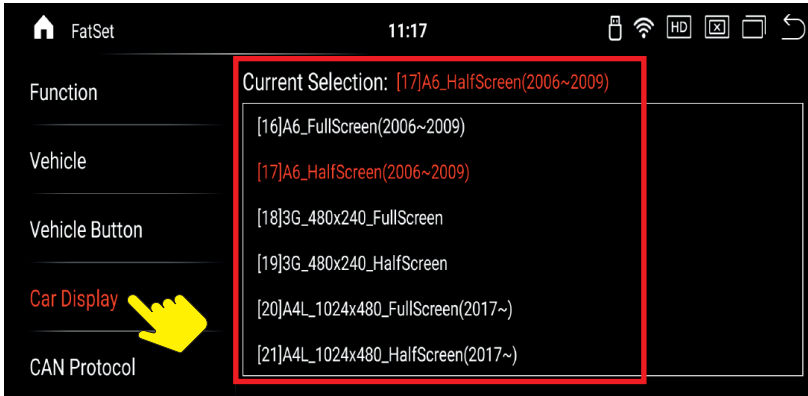 FatSet
11:17
HD
X
Function
Vehicle
Vehicle Button
Car Display
CAN Protocol
Current Selection: [17]A6_HalfScreen(2006~2009)
[16]A6_FullScreen(2006~2009)
[17]A6_HalfScreen(2006~2009)
[18]3G_480x240_FullScreen
[19]3G_480x240_HalfScreen
[20]A4L_1024x480_FullScreen(2017~)
[21]A4L_1024x480_HalfScreen(2017~)